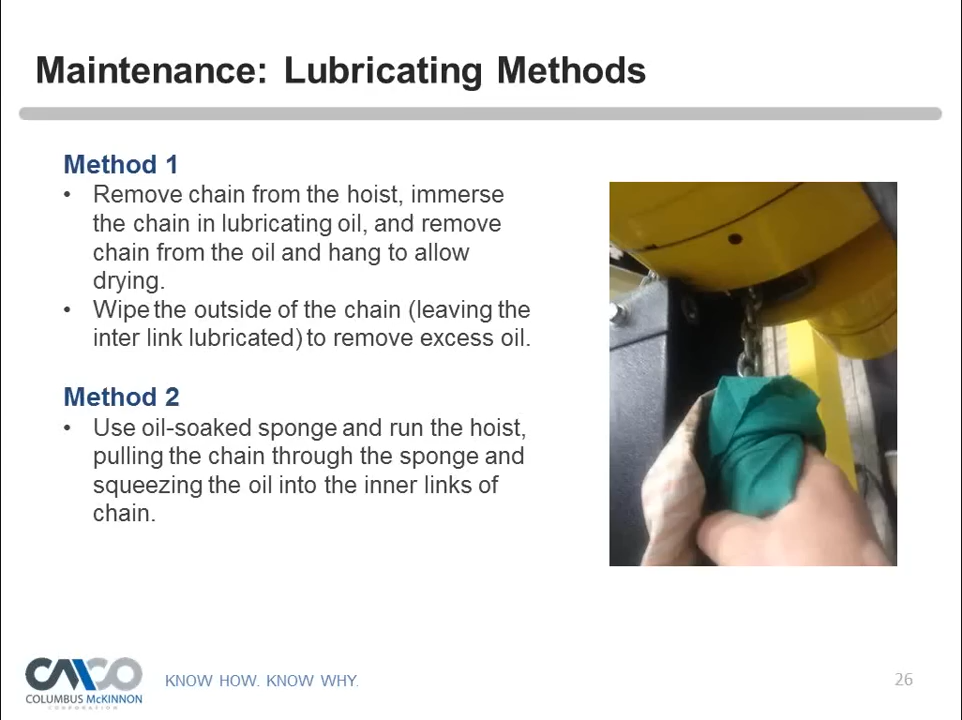 Maintenance: Lubricating Methods
Method 1
• Remove chain from the hoist, immerse
the chain in lubricating oil, and remove
chain from the oil and hang to allow
drying.
• Wipe the outside of the chain (leaving the
inter link lubricated) to remove excess oil.
Method 2
• Use oil-soaked sponge and run the hoist,
pulling the chain through the sponge and
squeezing the oil into the inner links of
chain.
CMCO
COLUMBUS McKINNON
CORPORATION
KNOW HOW. KNOW WHY.
26